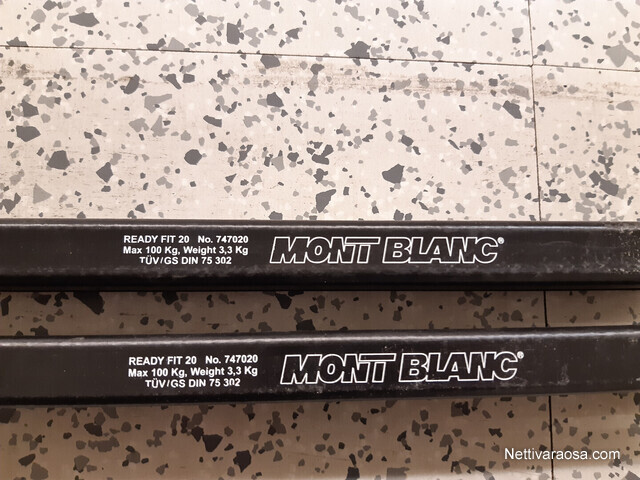 READY FIT 20 No. 747020
Max 100 Kg, Weight 3,3 Kg
TÜV/GS DIN 75 302
MONT BLANC®
READY FIT 20 No. 747020
Max 100 Kg, Weight 3,3 Kg
TÜV/GS DIN 75 302
MONT BLANC®
Nettivaraosa.com